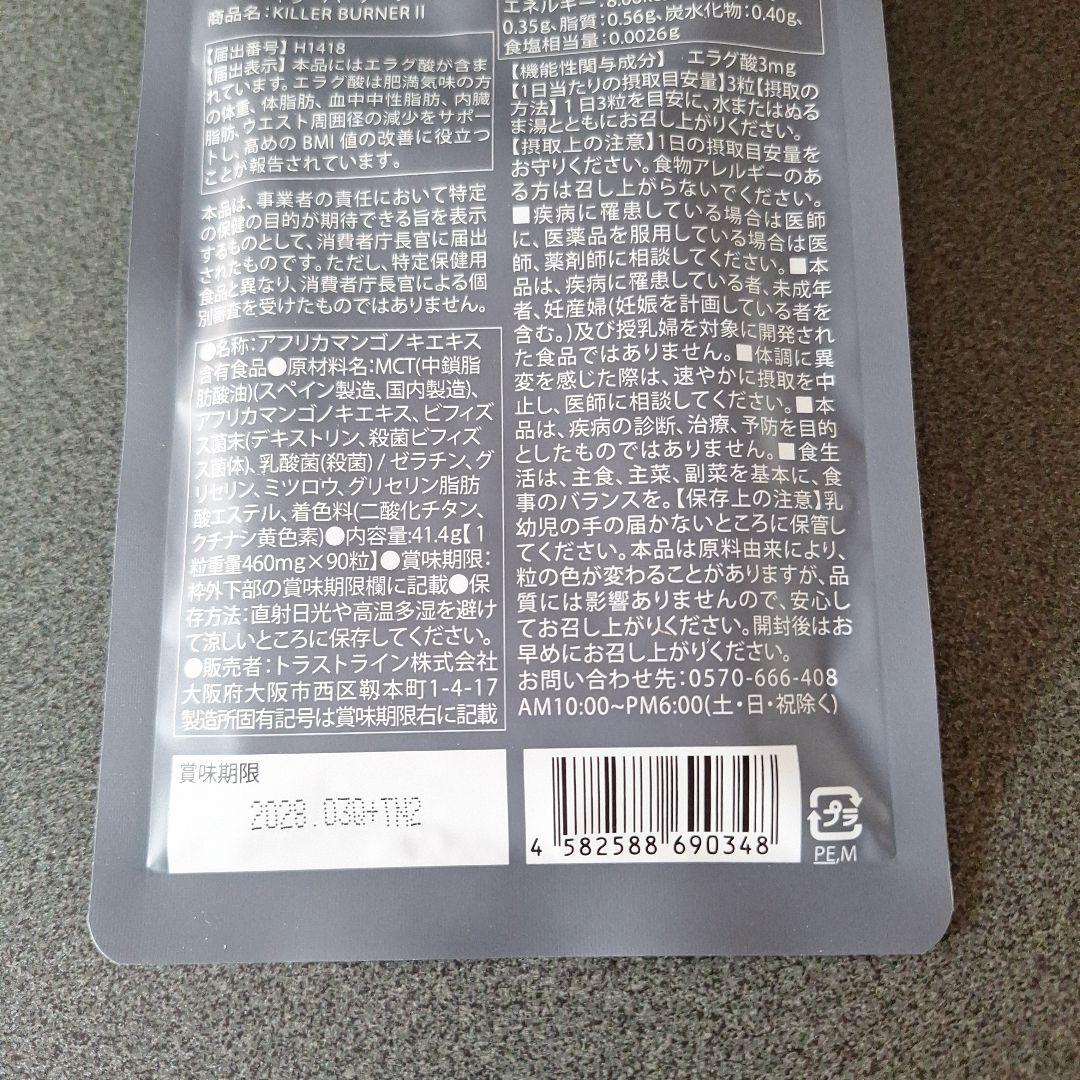 商品名:KILLER BURNER II
【届出番号】H1418
【届出表示】本品にはエラグ酸が含ま
れています。エラグ酸は肥満気味の方
の体重、体脂肪、血中中性脂肪、内臓
脂肪、ウエスト周囲径の減少をサポー
トし、高めのBMI値の改善に役立つ
ことが報告されています。
本品は、事業者の責任において特定
の保健の目的が期待できる旨を表示
するものとして、消費者庁長官に届出
されたものです。ただし、特定保健用
食品と異なり、消費者庁長官による個
別審査を受けたものではありません。
●名称:アフリカマンゴノキエキス
含有食品●原材料名:MCT(中鎖脂
肪酸油)(スペイン製造、国内製造)、
アフリカマンゴノキエキス、ビフィズ
ス菌末(デキストリン、殺菌ビフィズ
ス菌体)、乳酸菌(殺菌)/ゼラチン、グ
リセリン、ミツロウ、グリセリン脂肪
酸エステル、着色料(二酸化チタン、
クチナシ黄色素)●内容量:41.4g【1
粒重量460mg×90粒】●賞味期限:
枠外下部の賞味期限欄に記載●保
存方法:直射日光や高温多湿を避け
て涼しいところに保存してください。
●販売者:トラストライン株式会社
大阪府大阪市西区靱本町1-4-17
製造所固有記号は賞味期限右に記載
賞味期限
2028.03@+TN2
0.35g、脂質:0.56g、炭水化物:0.40g、
食塩相当量:0.0026g
【機能性関与成分】 エラグ酸3mg
【1日当たりの摂取目安量】3粒【摂取の
方法】1日3粒を目安に、水またはぬる
ま湯とともにお召し上がりください。
【摂取上の注意】1日の摂取目安量を
お守りください。食物アレルギーのあ
る方は召し上がらないでください。
■疾病に罹患している場合は医師
に、医薬品を服用している場合は医
師、薬剤師に相談してください。■本
品は、疾病に罹患している者、未成年
者、妊産婦(妊娠を計画している者を
含む。)及び授乳婦を対象に開発され
た食品ではありません。■体調に異
変を感じた際は、速やかに摂取を中
止し、医師に相談してください。■本
品は、疾病の診断、治療、予防を目的
としたものではありません。■食生
活は、主食、主菜、副菜を基本に、食
事のバランスを。【保存上の注意】乳
幼児の手の届かないところに保管し
てください。本品は原料由来により、
粒の色が変わることがありますが、品
質には影響ありませんので、安心し
てお召し上がりください。開封後はお
早めにお召し上がりください。
お問い合わせ先:0570-666-408
AM10:00~PM6:00(土・日・祝除く)
4 582588 690348
プラ
PE,M